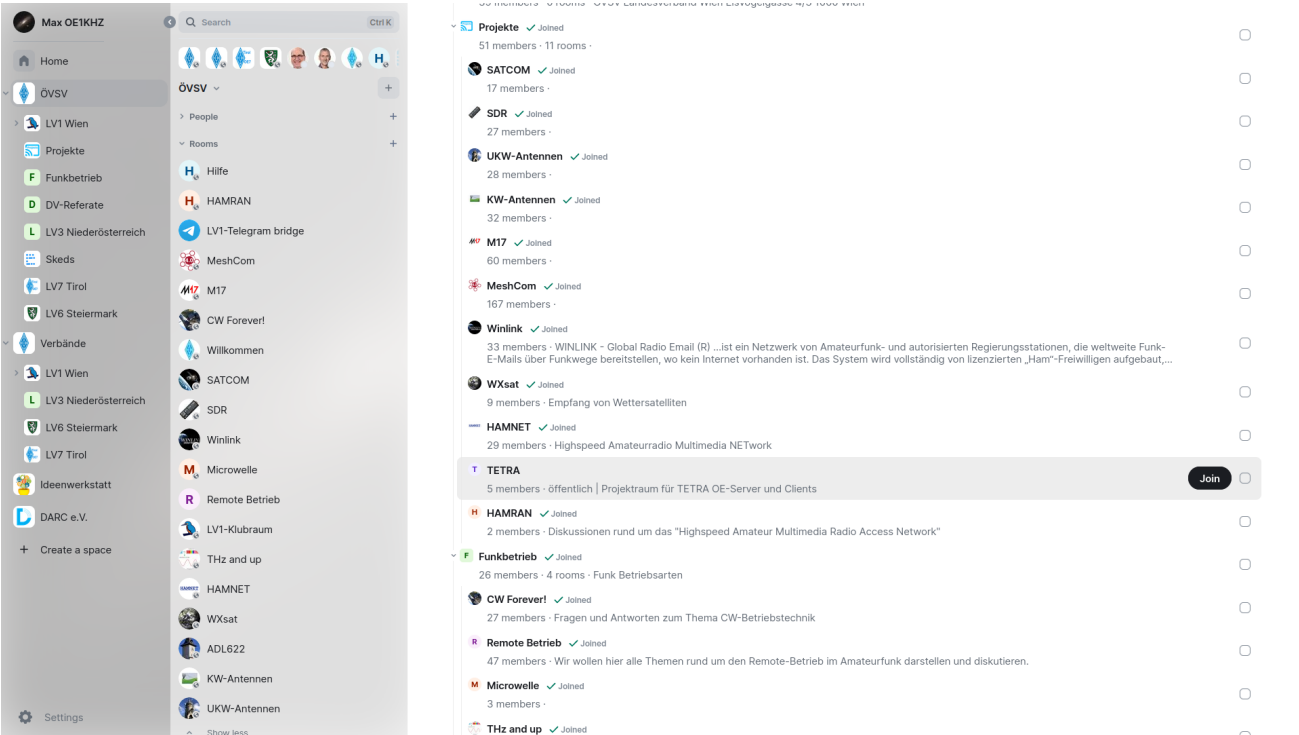 Max OE1KHZ
Home
ÖVSV
LV1 Wien
Projekte
F Funkbetrieb
D DV-Referate
L LV3 Niederösterreich
Skeds
LV7 Tirol
LV6 Steiermark
Verbände
LV1 Wien
L LV3 Niederösterreich
LV6 Steiermark
LV7 Tirol
Ideenwerkstatt
DARC e.V.
+ Create a space
Settings
Search Ctrl K
H.
ÖVSV
People
Rooms
H Hilfe
H HAMRAN
LV1-Telegram bridge
MeshCom
M17 M17
CW Forever!
Willkommen
SATCOM
SDR
Winlink
M Microwelle
R Remote Betrieb
LV1-Klubraum
THz and up
HAMNET HAMNET
WXsat
ADL622
KW-Antennen
UKW-Antennen
Show less
Projekte Joined
51 members · 11 rooms ·
SATCOM Joined
17 members ·
SDR Joined
27 members ·
UKW-Antennen Joined
28 members ·
KW-Antennen Joined
32 members ·
M17 M17 Joined
60 members ·
MeshCom Joined
167 members ·
Winlink Joined
33 members · WINLINK - Global Radio Email (R) ...ist ein Netzwerk von Amateurfunk- und autorisierten Regierungsstationen, die weltweite Funk-
E-Mails über Funkwege bereitstellen, wo kein Internet vorhanden ist. Das System wird vollständig von lizenzierten „Ham"-Freiwilligen aufgebaut,...
WXsat Joined
9 members · Empfang von Wettersatelliten
HAMNET Joined
29 members · Highspeed Amateurradio Multimedia NETwork
T TETRA
5 members · öffentlich | Projektraum für TETRA OE-Server und Clients
Join
H HAMRAN Joined
2 members · Diskussionen rund um das "Highspeed Amateur Multimedia Radio Access Network"
F Funkbetrieb Joined
26 members · 4 rooms · Funk Betriebsarten
CW Forever! Joined
27 members · Fragen und Antworten zum Thema CW-Betriebstechnik
R Remote Betrieb Joined
47 members · Wir wollen hier alle Themen rund um den Remote-Betrieb im Amateurfunk darstellen und diskutieren.
M Microwelle Joined
3 members ·
THz and up Joined